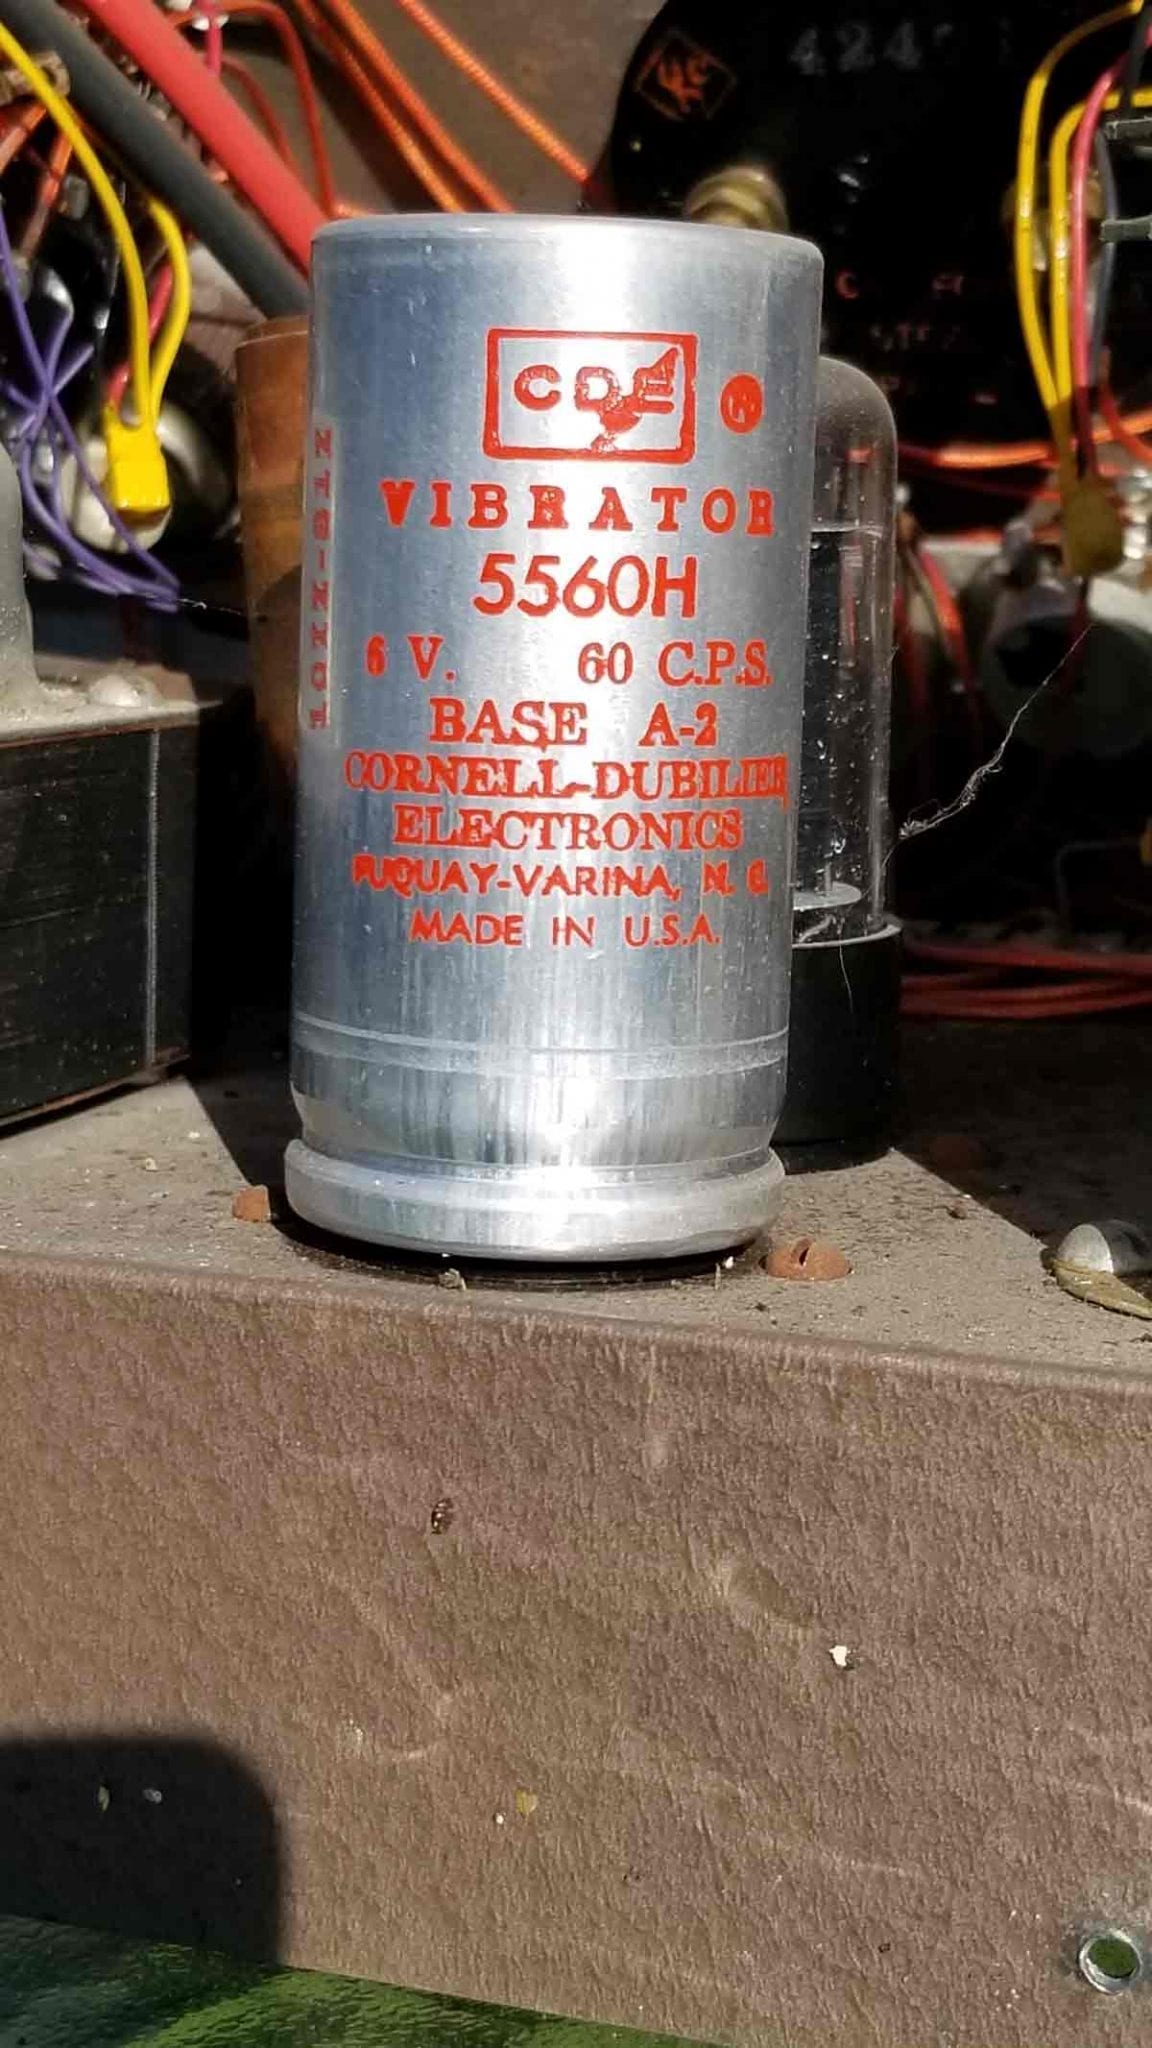 CDE
R
VIBRATOR
5560H
6 V. 60 C.P.S.
BASE A-2
CORNELL-DUBILIER
ELECTRONICS
FUQUAY-VARINA, N. C.
MADE IN U.S.A.